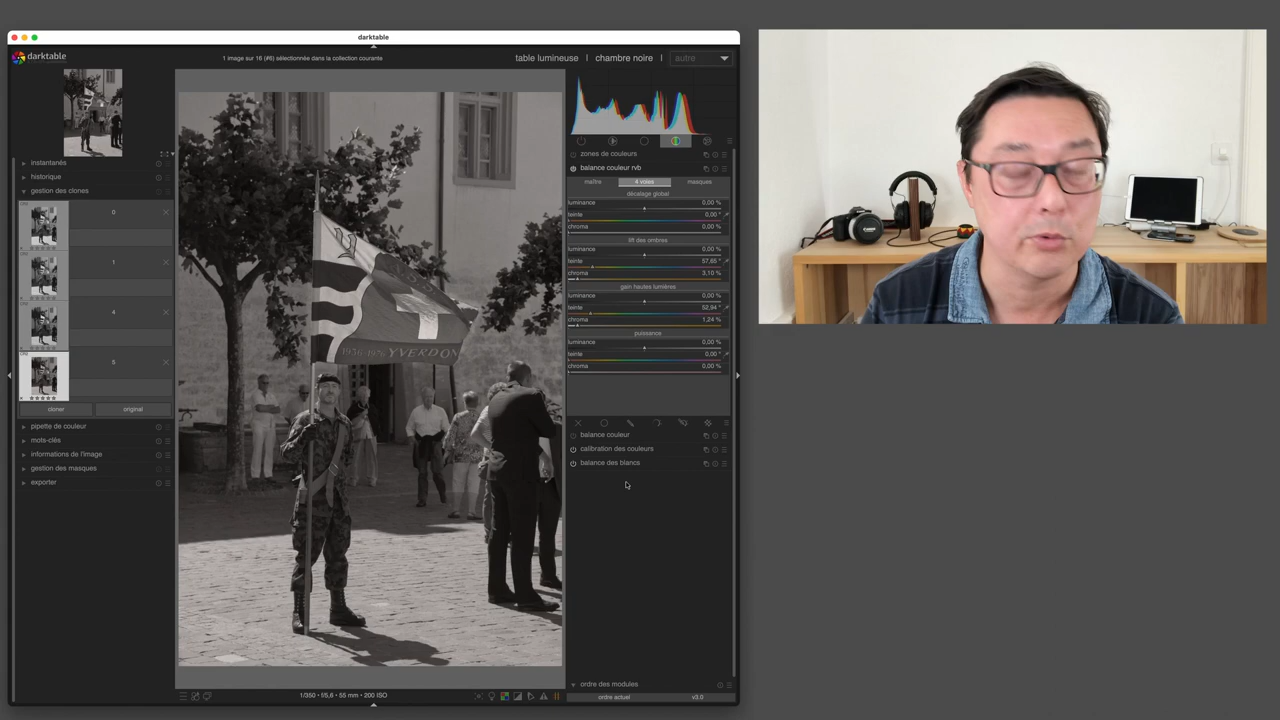 darktable
darktable
1 image sur 16 (#6) sélectionnée dans la collection courante
table lumineuse | chambre noire | autre
instantanés
historique
gestion des clones
0
1
4
5
cloner original
pipette de couleur
mots-clés
informations de l'image
gestion des masques
exporter
1936-1976 YVERDON
1/350 • f/5,6 • 55 mm • 200 ISO
zones de couleurs
balance couleur rvb
maître 4 voies masques
décalage global
luminance 0,00 %
teinte 0,00 °
chroma 0,00 %
lift des ombres
luminance 0,00 %
teinte 57,65 °
chroma 3,10 %
gain hautes lumières
luminance 0,00 %
teinte 52,94 °
chroma 1,24 %
puissance
luminance 0,00 %
teinte 0,00 °
chroma 0,00 %
balance couleur
calibration des couleurs
balance des blancs
ordre des modules
ordre actuel v3.0
Canon